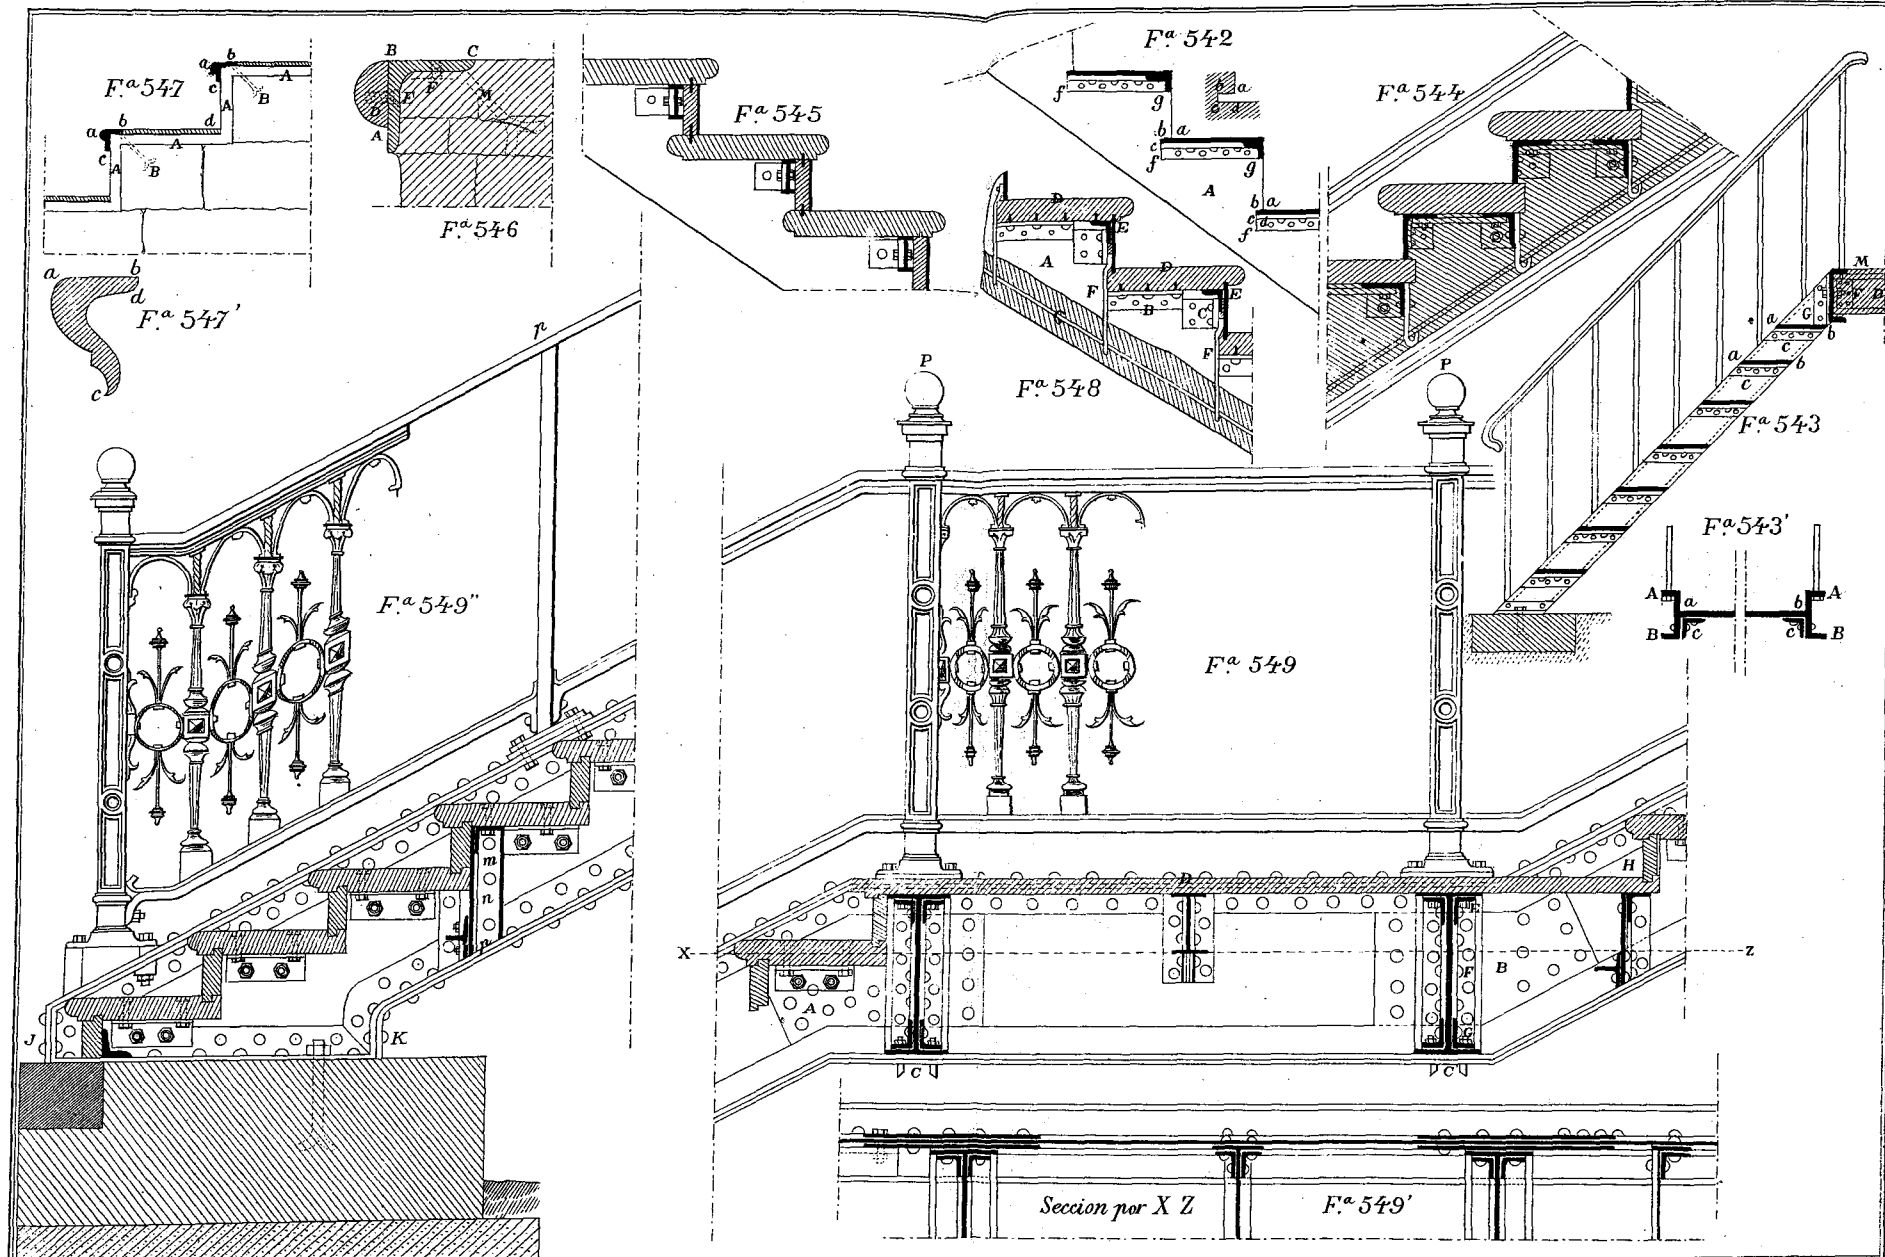 F.ª 547
a b A
c B
A
a b d
c A
A B
B C
F
D E M
A
F.ª 546
F.ª 545
F.ª 542
f g
b a
c d
b a
c
f g
A
b a
c d
f
F.ª 544
a b
d
c
F.ª 547'
D
E
A
D
F E
B C
G
F
F.ª 548
M
F D
G
a b
c
a b
c
F.ª 543
F.ª 543'
A a b A
B c c B
p
F.ª 549''
m
n
p
J K
P P
F.ª 549
D H
E
X Z
F B
A
G
C C
Seccion por X Z F.ª 549'